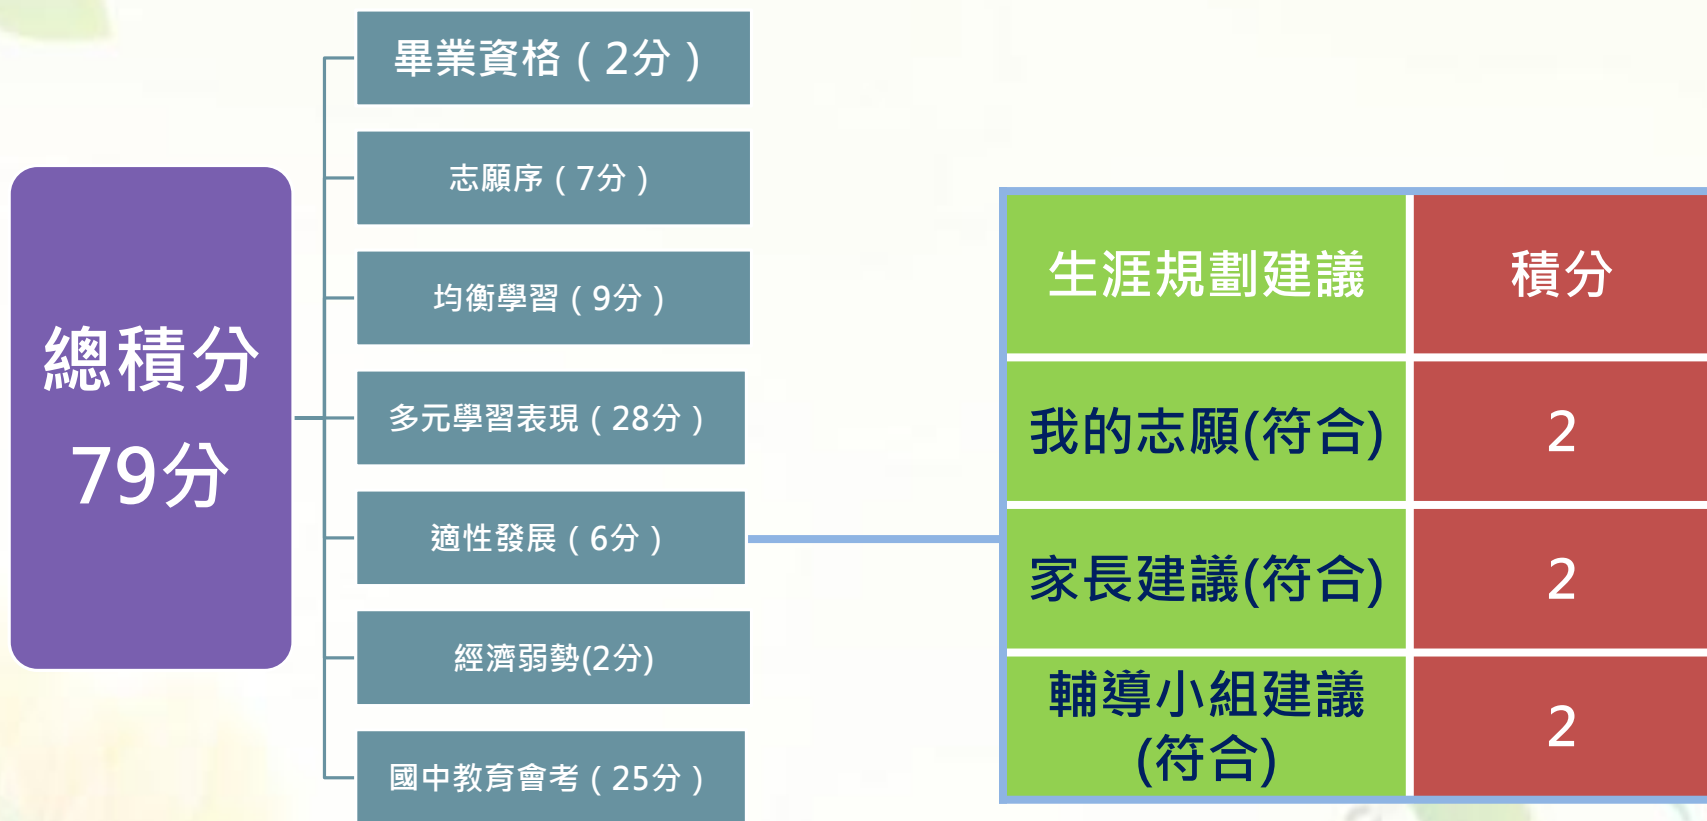 總積分
79分
畢業資格（2分）
志願序（7分）
均衡學習（9分）
多元學習表現（28分）
適性發展（6分）
經濟弱勢(2分)
國中教育會考（25分）
生涯規劃建議 積分
我的志願(符合) 2
家長建議(符合) 2
輔導小組建議
(符合) 2